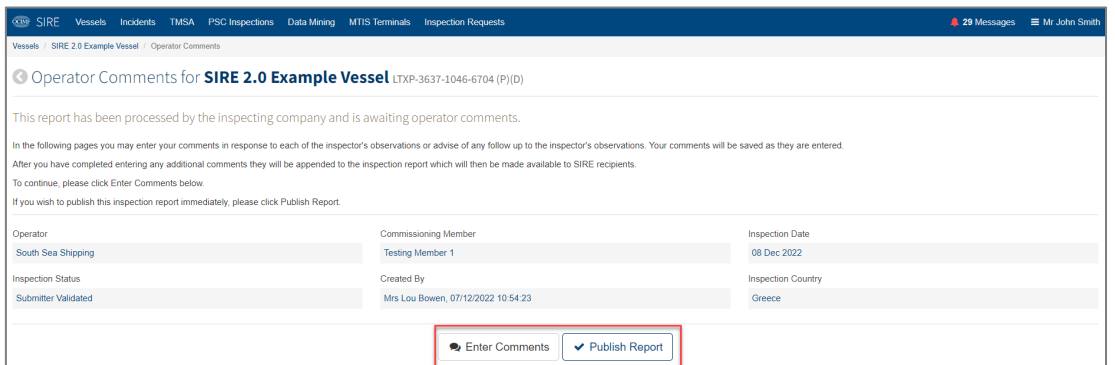 OCIMF SIRE Vessels Incidents TMSA PSC Inspections Data Mining MTIS Terminals Inspection Requests 29 Messages Mr John Smith
Vessels / SIRE 2.0 Example Vessel / Operator Comments
Operator Comments for SIRE 2.0 Example Vessel LTXP-3637-1046-6704 (P)(D)
This report has been processed by the inspecting company and is awaiting operator comments.
In the following pages you may enter your comments in response to each of the inspector's observations or advise of any follow up to the inspector's observations. Your comments will be saved as they are entered.
After you have completed entering any additional comments they will be appended to the inspection report which will then be made available to SIRE recipients.
To continue, please click Enter Comments below.
If you wish to publish this inspection report immediately, please click Publish Report.
Operator Commissioning Member Inspection Date
South Sea Shipping Testing Member 1 08 Dec 2022
Inspection Status Created By Inspection Country
Submitter Validated Mrs Lou Bowen, 07/12/2022 10:54:23 Greece
Enter Comments Publish Report